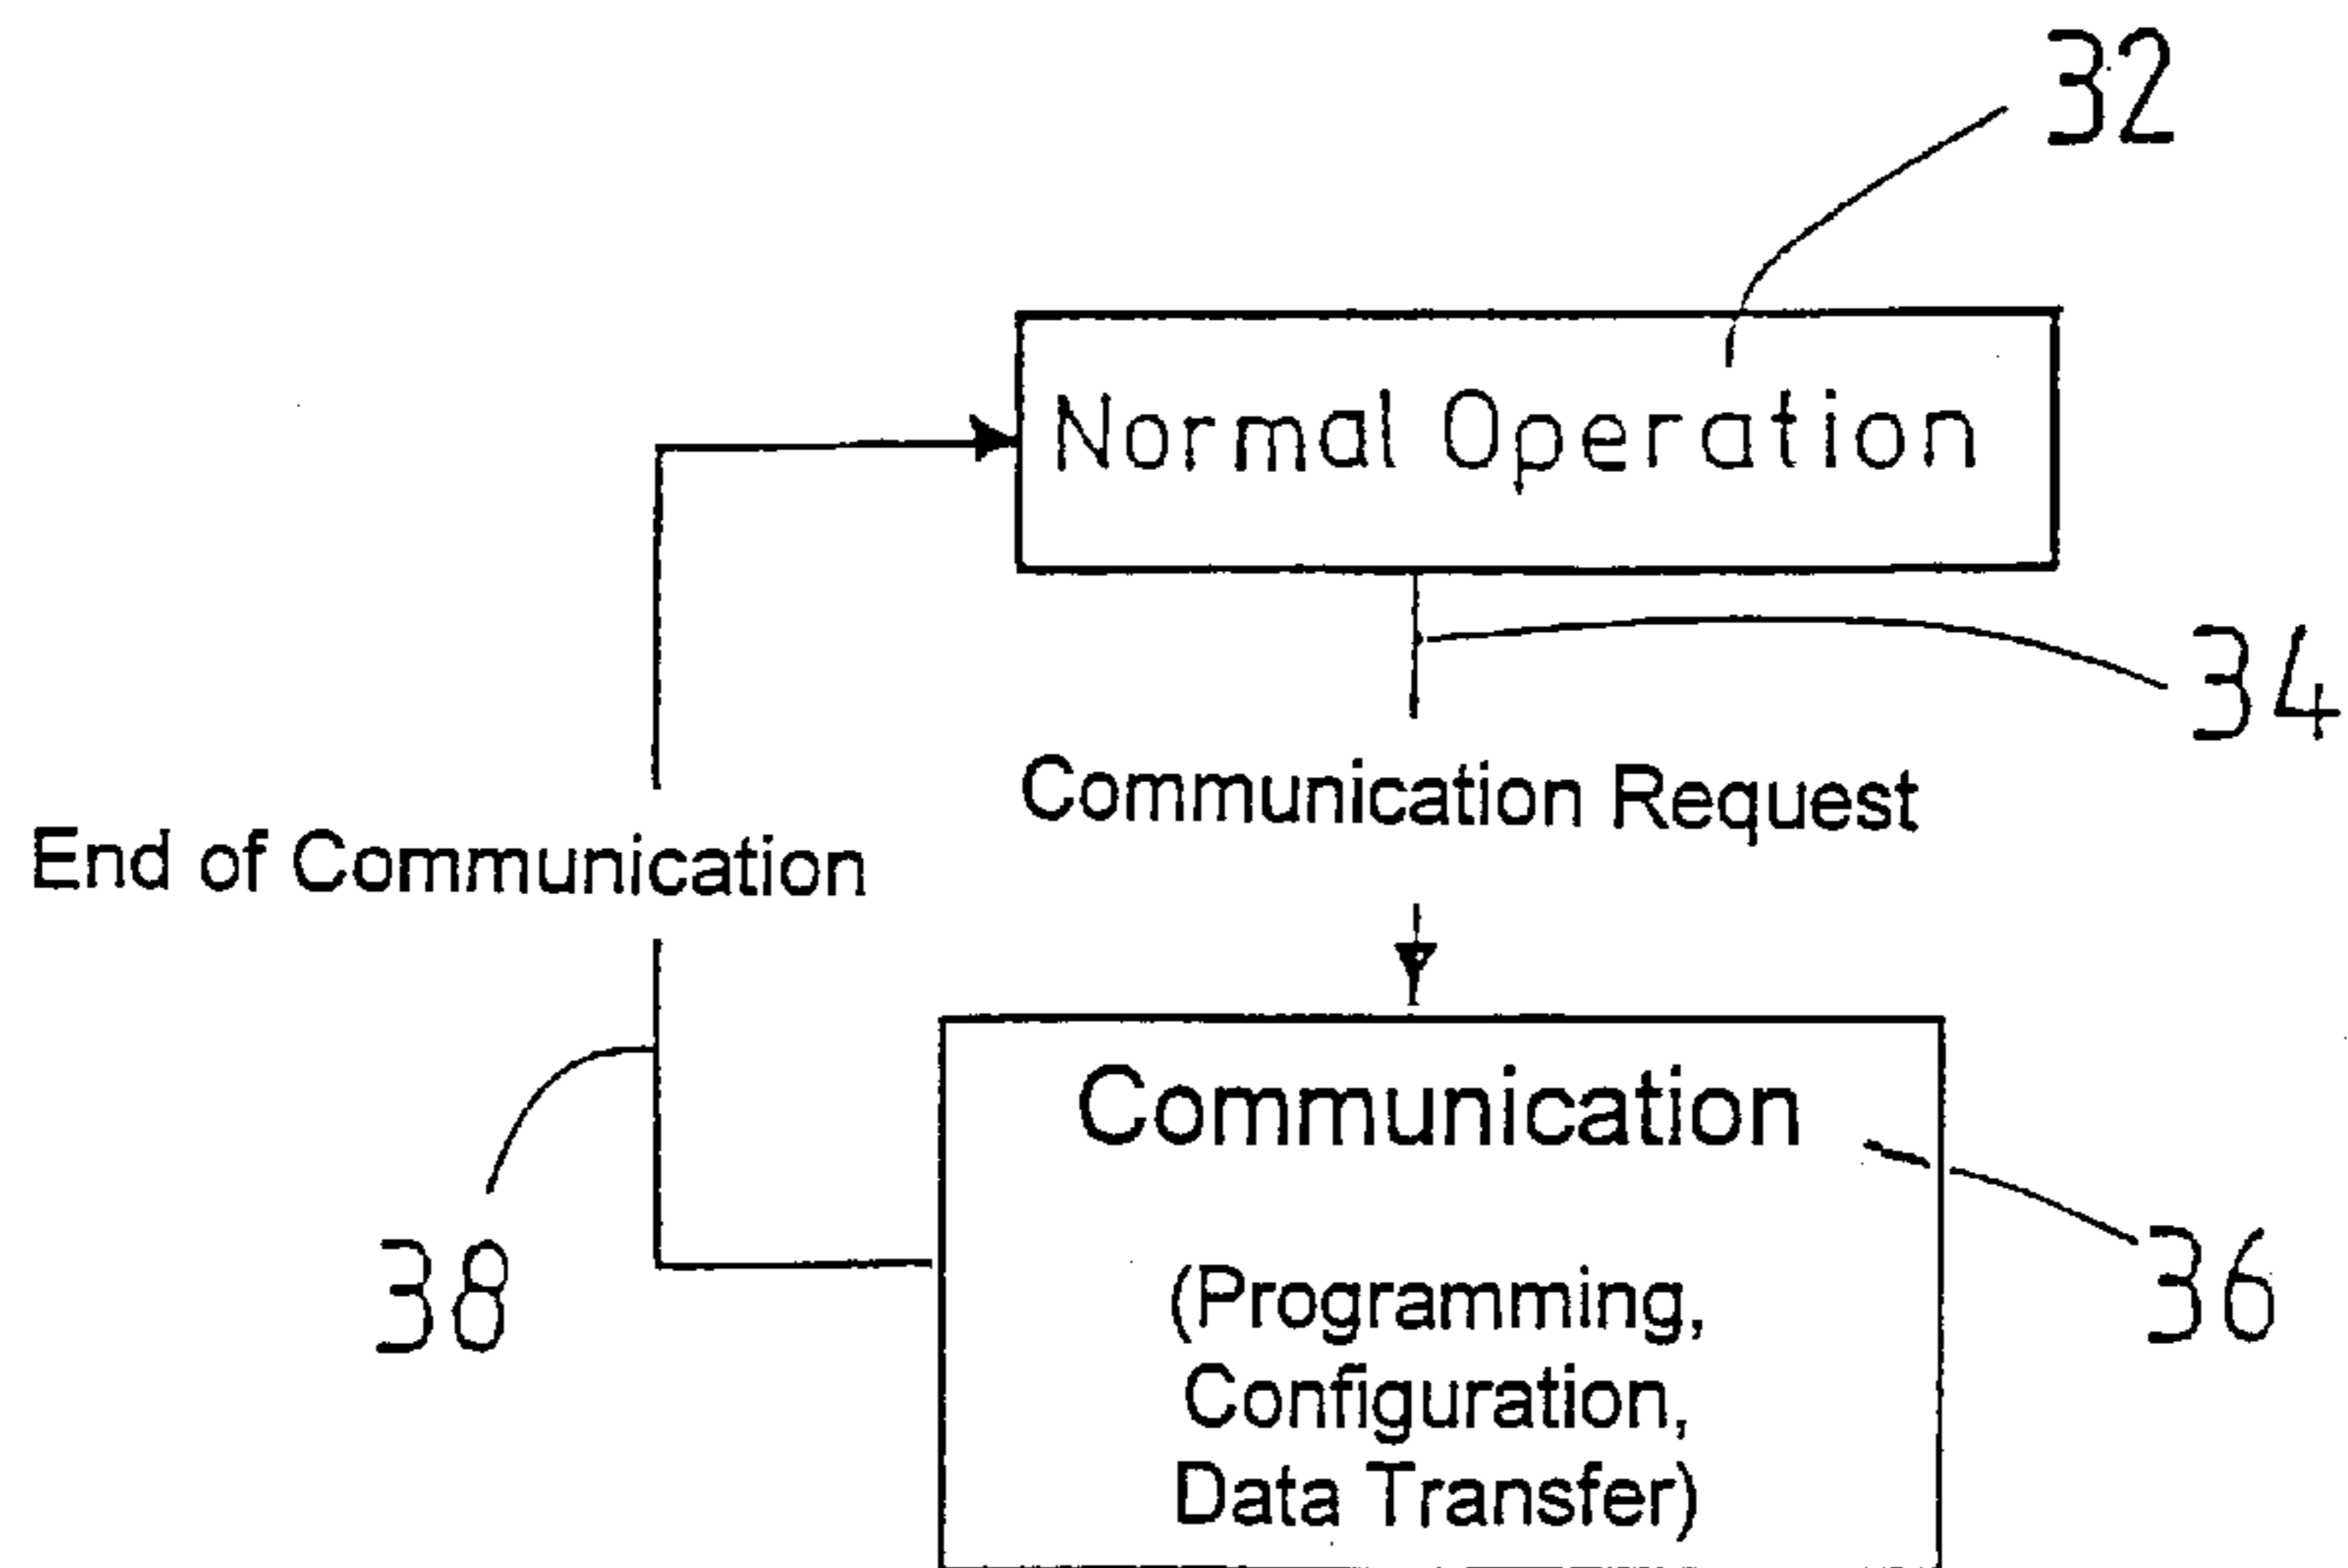 32
Normal Operation
34
Communication Request
End of Communication
Communication
36
38
(Programming,
Configuration,
Data Transfer)